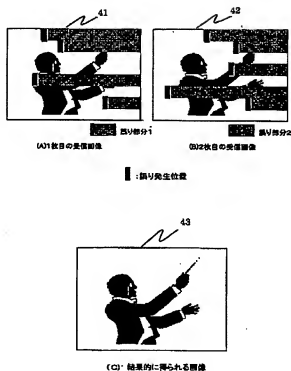 41
42
誤り部分1
誤り部分2
(A)1枚目の受信画像
(B)2枚目の受信画像
:誤り発生位置
43
(C) 結果的に得られる画像